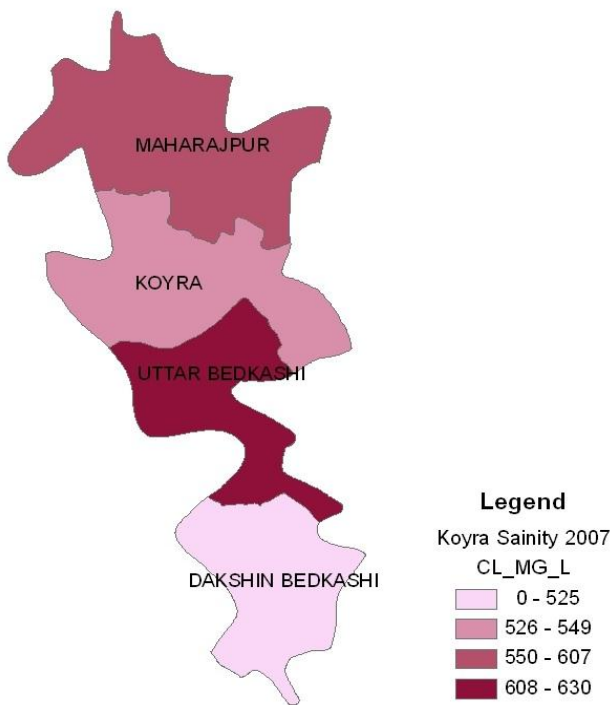 MAHARAJPUR
KOYRA
UTTAR BEDKASHI
DAKSHIN BEDKASHI
Legend
Koyra Sainity 2007
CL_MG_L
0 - 525
526 - 549
550 - 607
608 - 630